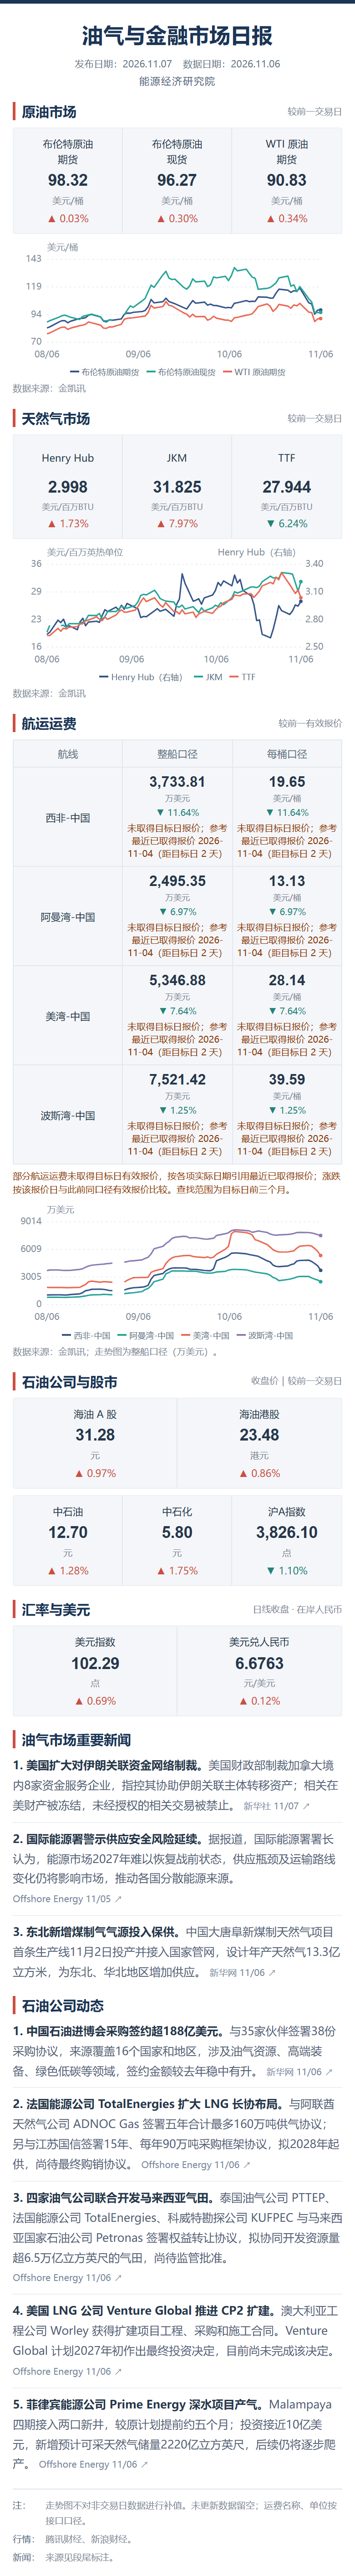 油气与金融市场日报
发布日期：2026.11.07 数据日期：2026.11.06
能源经济研究院
原油市场 较前一交易日
布伦特原油 布伦特原油 WTI 原油
期货 现货 期货
98.32 96.27 90.83
美元/桶 美元/桶 美元/桶
▲ 0.03% ▲ 0.30% ▲ 0.34%
美元/桶
143
119
94
70
08/06 09/06 10/06 11/06
布伦特原油期货 布伦特原油现货 WTI 原油期货
数据来源：金凯讯
天然气市场 较前一交易日
Henry Hub JKM TTF
2.998 31.825 27.944
美元/百万BTU 美元/百万BTU 美元/百万BTU
▲ 1.73% ▲ 7.97% ▼ 6.24%
美元/百万英热单位 Henry Hub（右轴）
36 3.40
29 3.10
23 2.80
16 2.50
08/06 09/06 10/06 11/06
Henry Hub（右轴） JKM TTF
数据来源：金凯讯
航运运费 较前一有效报价
航线 整船口径 每桶口径
3,733.81 19.65
万美元 美元/桶
▼ 11.64% ▼ 11.64%
西非-中国
未取得目标日报价；参考 未取得目标日报价；参考
最近已取得报价 2026- 最近已取得报价 2026-
11-04（距目标日 2 天） 11-04（距目标日 2 天）
2,495.35 13.13
万美元 美元/桶
▼ 6.97% ▼ 6.97%
阿曼湾-中国
未取得目标日报价；参考 未取得目标日报价；参考
最近已取得报价 2026- 最近已取得报价 2026-
11-04（距目标日 2 天） 11-04（距目标日 2 天）
5,346.88 28.14
万美元 美元/桶
▼ 7.64% ▼ 7.64%
美湾-中国
未取得目标日报价；参考 未取得目标日报价；参考
最近已取得报价 2026- 最近已取得报价 2026-
11-04（距目标日 2 天） 11-04（距目标日 2 天）
7,521.42 39.59
万美元 美元/桶
▼ 1.25% ▼ 1.25%
波斯湾-中国
未取得目标日报价；参考 未取得目标日报价；参考
最近已取得报价 2026- 最近已取得报价 2026-
11-04（距目标日 2 天） 11-04（距目标日 2 天）
部分航运运费未取得目标日有效报价，按各项实际日期引用最近已取得报价；涨跌
按该报价日与此前同口径有效报价比较。查找范围为目标日前三个月。
万美元
9014
6009
3005
0
08/06 09/06 10/06 11/06
西非-中国 阿曼湾-中国 美湾-中国 波斯湾-中国
数据来源：金凯讯；走势图为整船口径（万美元）。
石油公司与股市 收盘价 | 较前一交易日
海油 A 股 海油港股
31.28 23.48
元 港元
▲ 0.97% ▲ 0.86%
中石油 中石化 沪A指数
12.70 5.80 3,826.10
元 元 点
▲ 1.28% ▲ 1.75% ▼ 1.10%
汇率与美元 日线收盘 · 在岸人民币
美元指数 美元兑人民币
102.29 6.6763
点 元/美元
▲ 0.69% ▲ 0.12%
油气市场重要新闻
1. 美国扩大对伊朗关联资金网络制裁。美国财政部制裁加拿大境
内8家资金服务企业，指控其协助伊朗关联主体转移资产；相关在
美财产被冻结，未经授权的相关交易被禁止。 新华社 11/07 ↗
2. 国际能源署警示供应安全风险延续。据报道，国际能源署署长
认为，能源市场2027年难以恢复战前状态，供应瓶颈及运输路线
变化仍将影响市场，推动各国分散能源来源。
Offshore Energy 11/05 ↗
3. 东北新增煤制气气源投入保供。中国大唐阜新煤制天然气项目
首条生产线11月2日投产并接入国家管网，设计年产天然气13.3亿
立方米，为东北、华北地区增加供应。 新华网 11/06 ↗
石油公司动态
1. 中国石油进博会采购签约超188亿美元。与35家伙伴签署38份
采购协议，来源覆盖16个国家和地区，涉及油气资源、高端装
备、绿色低碳等领域，签约金额较去年稳中有升。 新华网 11/06 ↗
2. 法国能源公司 TotalEnergies 扩大 LNG 长协布局。与阿联酋
天然气公司 ADNOC Gas 签署五年合计最多160万吨供气协议；
另与江苏国信签署15年、每年90万吨采购框架协议，拟2028年起
供，尚待最终购销协议。 Offshore Energy 11/06 ↗
3. 四家油气公司联合开发马来西亚气田。泰国油气公司 PTTEP、
法国能源公司 TotalEnergies、科威特勘探公司 KUFPEC 与马来西
亚国家石油公司 Petronas 签署权益转让协议，拟协同开发资源量
超6.5万亿立方英尺的气田，尚待监管批准。
Offshore Energy 11/06 ↗
4. 美国 LNG 公司 Venture Global 推进 CP2 扩建。澳大利亚工
程公司 Worley 获得扩建项目工程、采购和施工合同。Venture
Global 计划2027年初作出最终投资决定，目前尚未完成该决定。
Offshore Energy 11/06 ↗
5. 菲律宾能源公司 Prime Energy 深水项目产气。Malampaya
四期接入两口新井，较原计划提前约五个月；投资接近10亿美
元，新增预计可采天然气储量2220亿立方英尺，后续仍将逐步爬
产。 Offshore Energy 11/06 ↗
注： 走势图不对非交易日数据进行补值。未更新数据留空；运费名称、单位按
接口口径。
行情： 腾讯财经、新浪财经。
新闻： 来源见段尾标注。